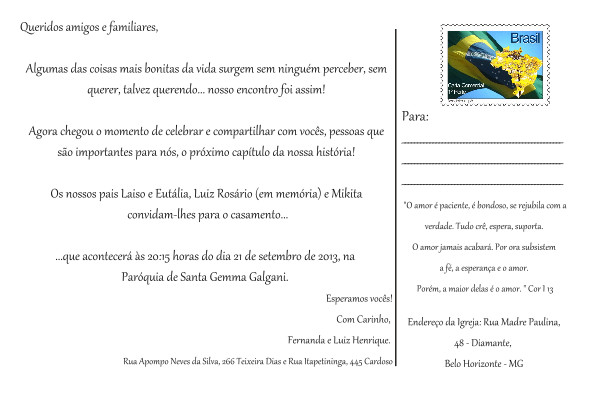 Queridos amigos e familiares,
Algumas das coisas mais bonitas da vida surgem sem ninguém perceber, sem
querer, talvez querendo... nosso encontro foi assim!
Agora chegou o momento de celebrar e compartilhar com vocês, pessoas que
são importantes para nós, o próximo capítulo da nossa história!
Os nossos pais Laiso e Eutália, Luiz Rosário (em memória) e Mikita
convidam-lhes para o casamento...
...que acontecerá às 20:15 horas do dia 21 de setembro de 2013, na
Paróquia de Santa Gemma Galgani.
Esperamos vocês!
Com Carinho,
Fernanda e Luiz Henrique.
Rua Apompo Neves da Silva, 266 Teixeira Dias e Rua Itapetininga, 445 Cardoso
Brasil
Carta Comercial
1º Porte
Para:
"O amor é paciente, é bondoso, se rejubila com a
verdade. Tudo crê, espera, suporta.
O amor jamais acabará. Por ora subsistem
a fé, a esperança e o amor.
Porém, a maior delas é o amor. " Cor I 13
Endereço da Igreja: Rua Madre Paulina,
48 - Diamante,
Belo Horizonte - MG